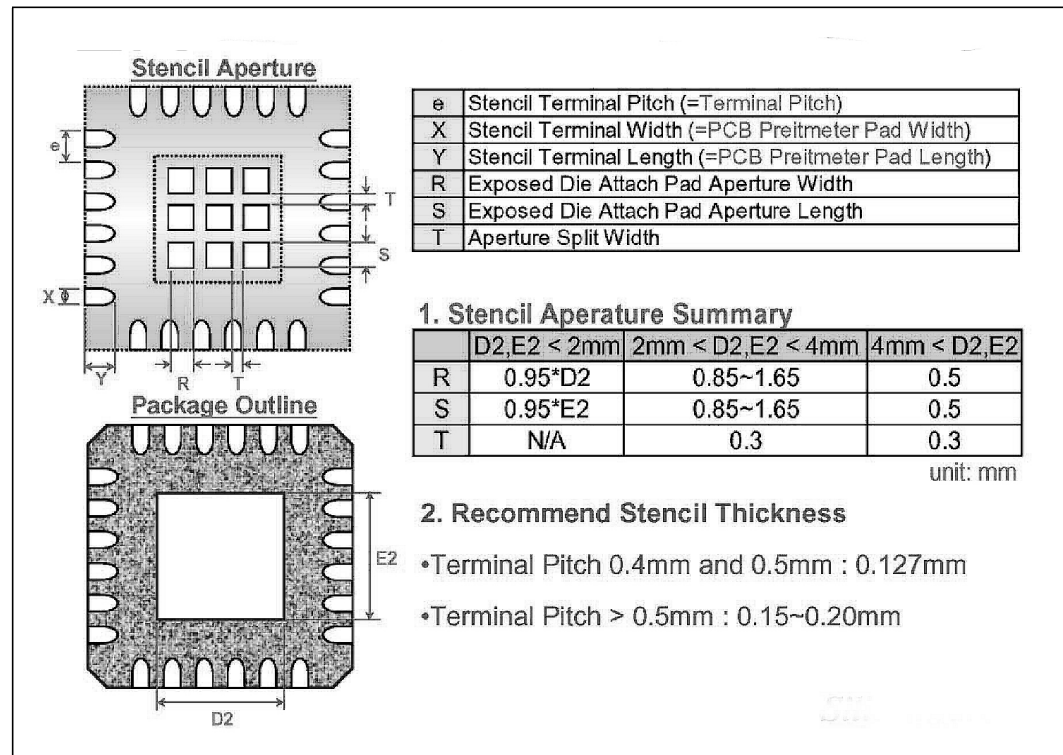 Stencil Aperture
e
T
S
X
Y
R
T
e Stencil Terminal Pitch (=Terminal Pitch)
X Stencil Terminal Width (=PCB Preitmeter Pad Width)
Y Stencil Terminal Length (=PCB Preitmeter Pad Length)
R Exposed Die Attach Pad Aperture Width
S Exposed Die Attach Pad Aperture Length
T Aperture Split Width
1. Stencil Aperature Summary
D2,E2 < 2mm 2mm < D2,E2 < 4mm 4mm < D2,E2
R 0.95*D2 0.85~1.65 0.5
S 0.95*E2 0.85~1.65 0.5
T N/A 0.3 0.3
unit: mm
Package Outline
E2
D2
2. Recommend Stencil Thickness
•Terminal Pitch 0.4mm and 0.5mm : 0.127mm
•Terminal Pitch > 0.5mm : 0.15~0.20mm